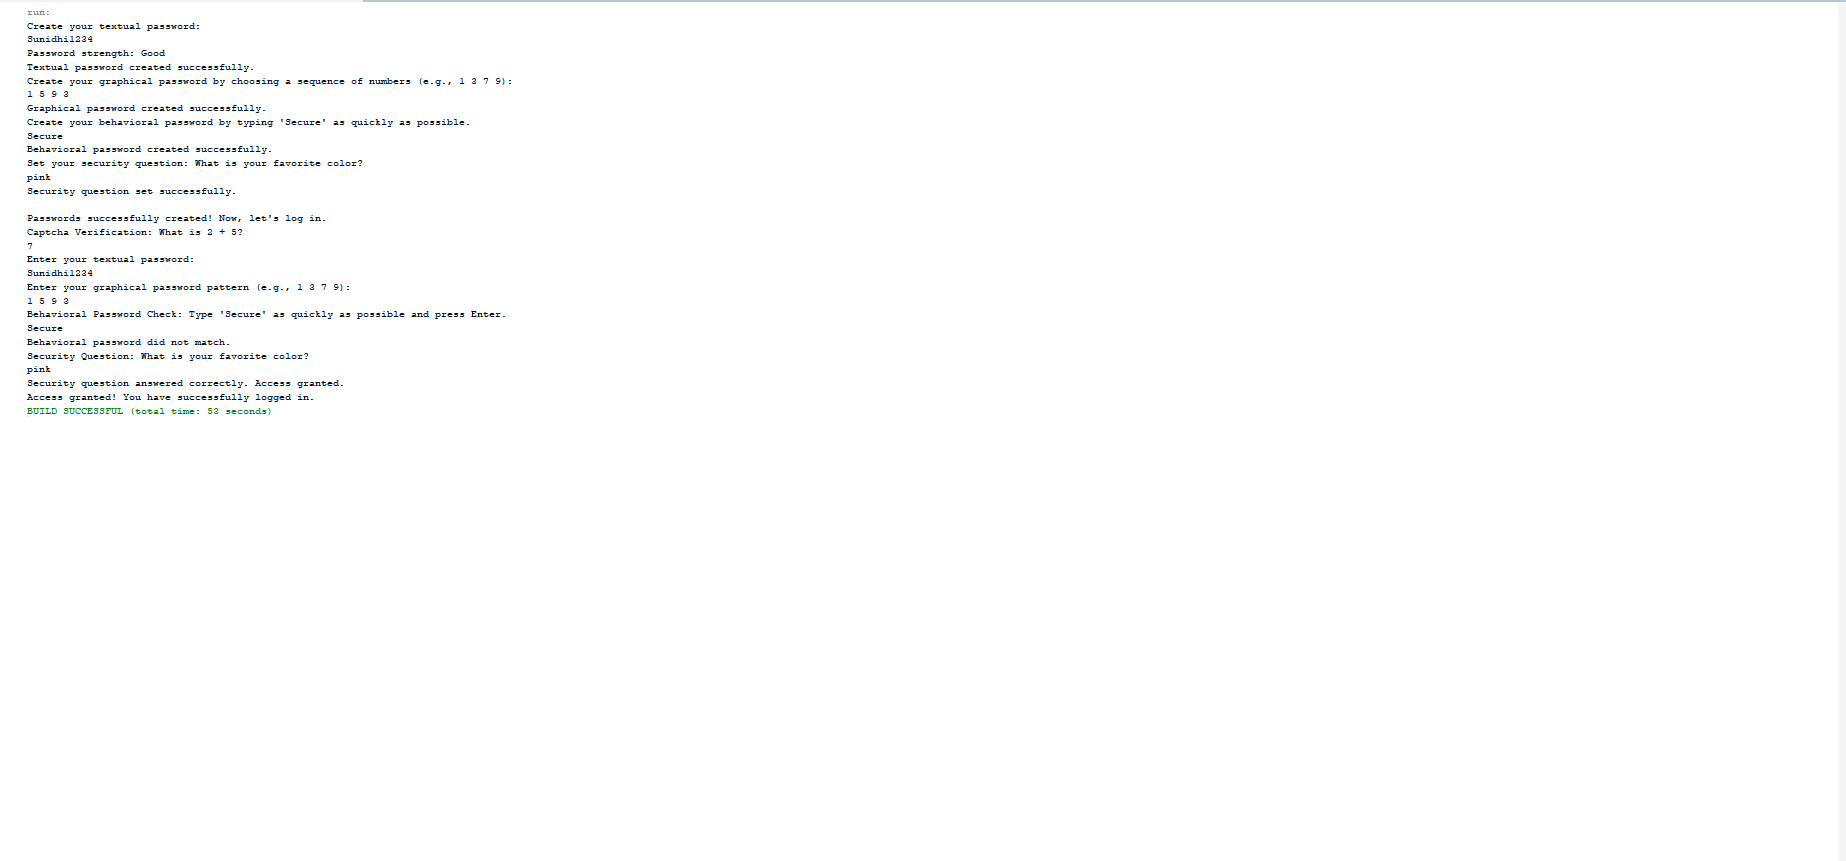 run:
Create your textual password:
Sunidhi1234
Password strength: Good
Textual password created successfully.
Create your graphical password by choosing a sequence of numbers (e.g., 1 3 7 9):
1 5 9 3
Graphical password created successfully.
Create your behavioral password by typing 'Secure' as quickly as possible.
Secure
Behavioral password created successfully.
Set your security question: What is your favorite color?
pink
Security question set successfully.
Passwords successfully created! Now, let's log in.
Captcha Verification: What is 2 + 5?
7
Enter your textual password:
Sunidhi1234
Enter your graphical password pattern (e.g., 1 3 7 9):
1 5 9 3
Behavioral Password Check: Type 'Secure' as quickly as possible and press Enter.
Secure
Behavioral password did not match.
Security Question: What is your favorite color?
pink
Security question answered correctly. Access granted.
Access granted! You have successfully logged in.
BUILD SUCCESSFUL (total time: 53 seconds)